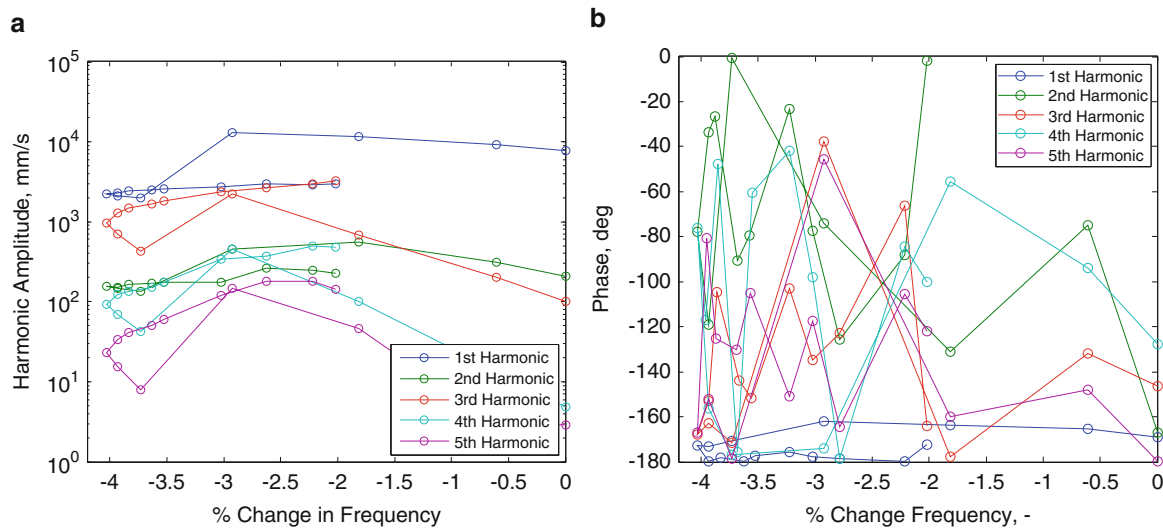 a
10^5
10^4
10^3
10^2
10^1
10^0
Harmonic Amplitude, mm/s
-4 -3.5 -3 -2.5 -2 -1.5 -1 -0.5 0
% Change in Frequency
1st Harmonic
2nd Harmonic
3rd Harmonic
4th Harmonic
5th Harmonic
b
0
-20
-40
-60
-80
-100
-120
-140
-160
-180
Phase, deg
-4 -3.5 -3 -2.5 -2 -1.5 -1 -0.5 0
% Change Frequency, -
1st Harmonic
2nd Harmonic
3rd Harmonic
4th Harmonic
5th Harmonic